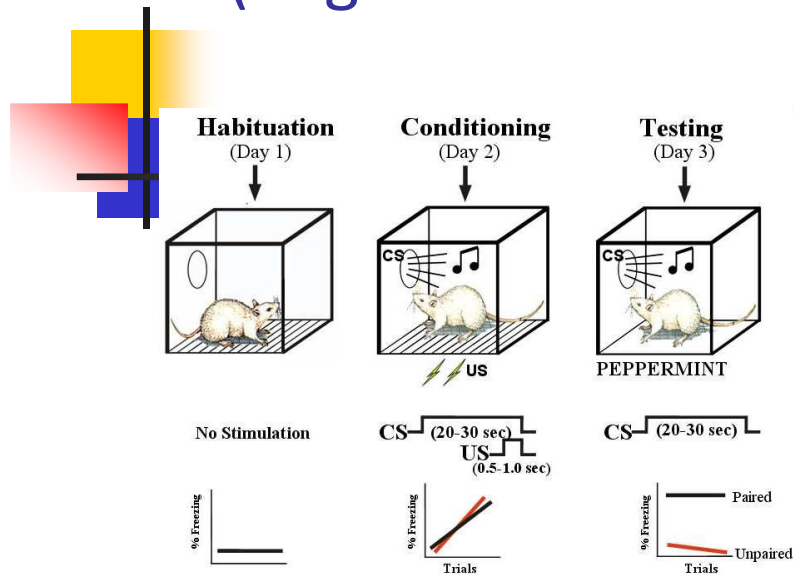 Habituation
(Day 1)
Conditioning
(Day 2)
Testing
(Day 3)
CS
US
CS
PEPPERMINT
No Stimulation
CS (20-30 sec)
US
(0.5-1.0 sec)
CS (20-30 sec)
% Freezing
% Freezing
Trials
% Freezing
Paired
Unpaired
Trials